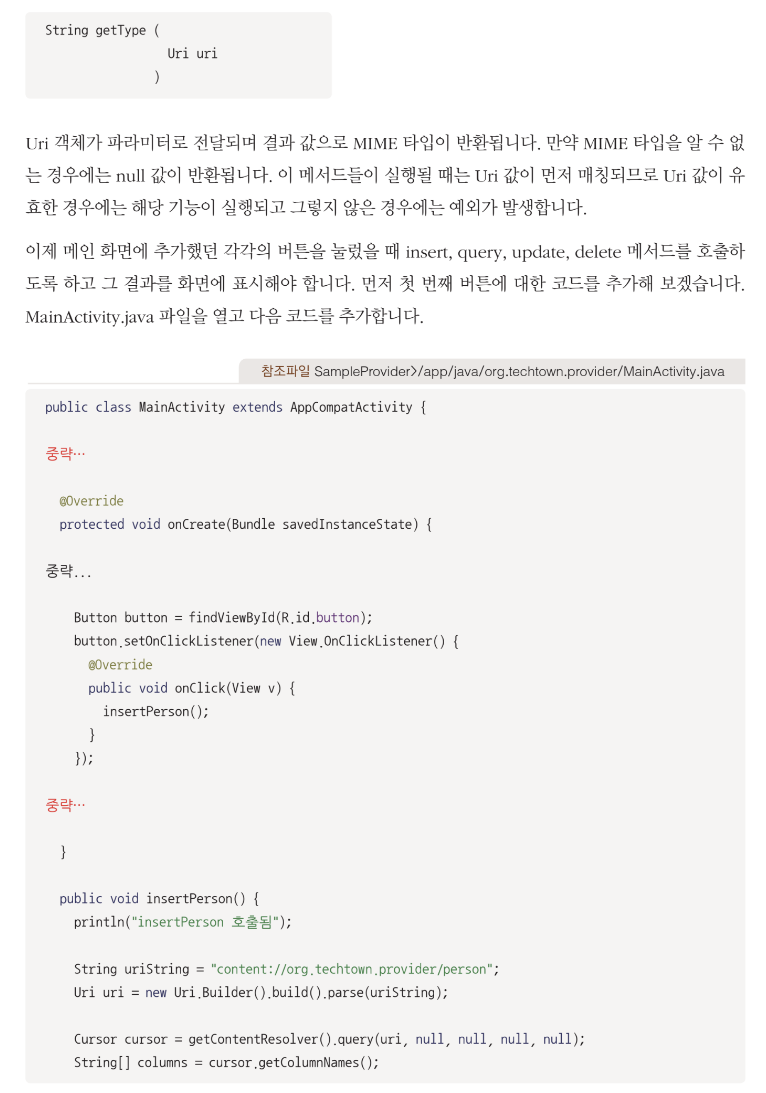 String getType (
Uri uri
)
Uri 객체가 파라미터로 전달되며 결과 값으로 MIME 타입이 반환됩니다. 만약 MIME 타입을 알 수 없
는 경우에는 null 값이 반환됩니다. 이 메서드들이 실행될 때는 Uri 값이 먼저 매칭되므로 Uri 값이 유
효한 경우에는 해당 기능이 실행되고 그렇지 않은 경우에는 예외가 발생합니다.
이제 메인 화면에 추가했던 각각의 버튼을 눌렀을 때 insert, query, update, delete 메서드를 호출하
도록 하고 그 결과를 화면에 표시해야 합니다. 먼저 첫 번째 버튼에 대한 코드를 추가해 보겠습니다.
MainActivity.java 파일을 열고 다음 코드를 추가합니다.
참조파일 SampleProvider>/app/java/org.techtown.provider/MainActivity.java
public class MainActivity extends AppCompatActivity {
중략…
@Override
protected void onCreate(Bundle savedInstanceState) {
중략...
Button button = findViewById(R.id.button);
button.setOnClickListener(new View.OnClickListener() {
@Override
public void onClick(View v) {
insertPerson();
}
});
중략…
}
public void insertPerson() {
println("insertPerson 호출됨");
String uriString = "content://org.techtown.provider/person";
Uri uri = new Uri.Builder().build().parse(uriString);
Cursor cursor = getContentResolver().query(uri, null, null, null, null);
String[] columns = cursor.getColumnNames();